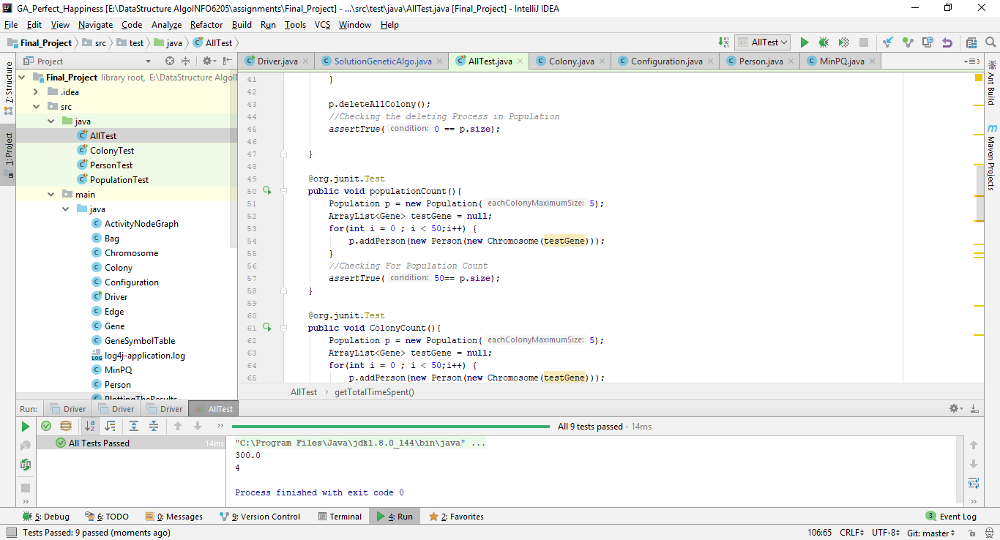 GA_Perfect_Happiness [E:\DataStructure AlgoINFO6205\assignments\Final_Project] - ...\src\test\java\AllTest.java [Final_Project] - IntelliJ IDEA
File Edit View Navigate Code Analyze Refactor Build Run Tools VCS Window Help
Final_Project src test java AllTest
AllTest
Project
Driver.java SolutionGeneticAlgo.java AllTest.java Colony.java Configuration.java Person.java MinPQ.java
3
7: Structure
1: Project
Final_Project library root, E:\DataStructure AlgoI
.idea
src
java
AllTest
ColonyTest
PersonTest
PopulationTest
main
java
ActivityNodeGraph
Bag
Chromosome
Colony
Configuration
Driver
Edge
Gene
GeneSymbolTable
log4j-application.log
MinPQ
Person
PlottingTheResults
41 }
42
43 p.deleteAllColony();
44 //Checking the deleting Process in Population
45 assertTrue( condition: 0 == p.size);
46
47 }
48
49 @org.junit.Test
50 public void populationCount(){
51 Population p = new Population( eachColonyMaximumSize: 5);
52 ArrayList<Gene> testGene = null;
53 for(int i = 0 ; i < 50;i++) {
54 p.addPerson(new Person(new Chromosome(testGene)));
55 }
56 //Checking For Population Count
57 assertTrue( condition: 50== p.size);
58 }
59
60 @org.junit.Test
61 public void ColonyCount(){
62 Population p = new Population( eachColonyMaximumSize: 5);
63 ArrayList<Gene> testGene = null;
64 for(int i = 0 ; i < 50;i++) {
65 p.addPerson(new Person(new Chromosome(testGene)));
AllTest getTotalTimeSpent()
Ant Build
Maven Projects
Run: Driver Driver Driver AllTest
All 9 tests passed - 14ms
All Tests Passed 14ms
"C:\Program Files\Java\jdk1.8.0_144\bin\java" ...
300.0
4
Process finished with exit code 0
5: Debug 6: TODO 0: Messages 9: Version Control Terminal 4: Run 2: Favorites 3 Event Log
Tests Passed: 9 passed (moments ago) 106:65 CRLF UTF-8 Git: master